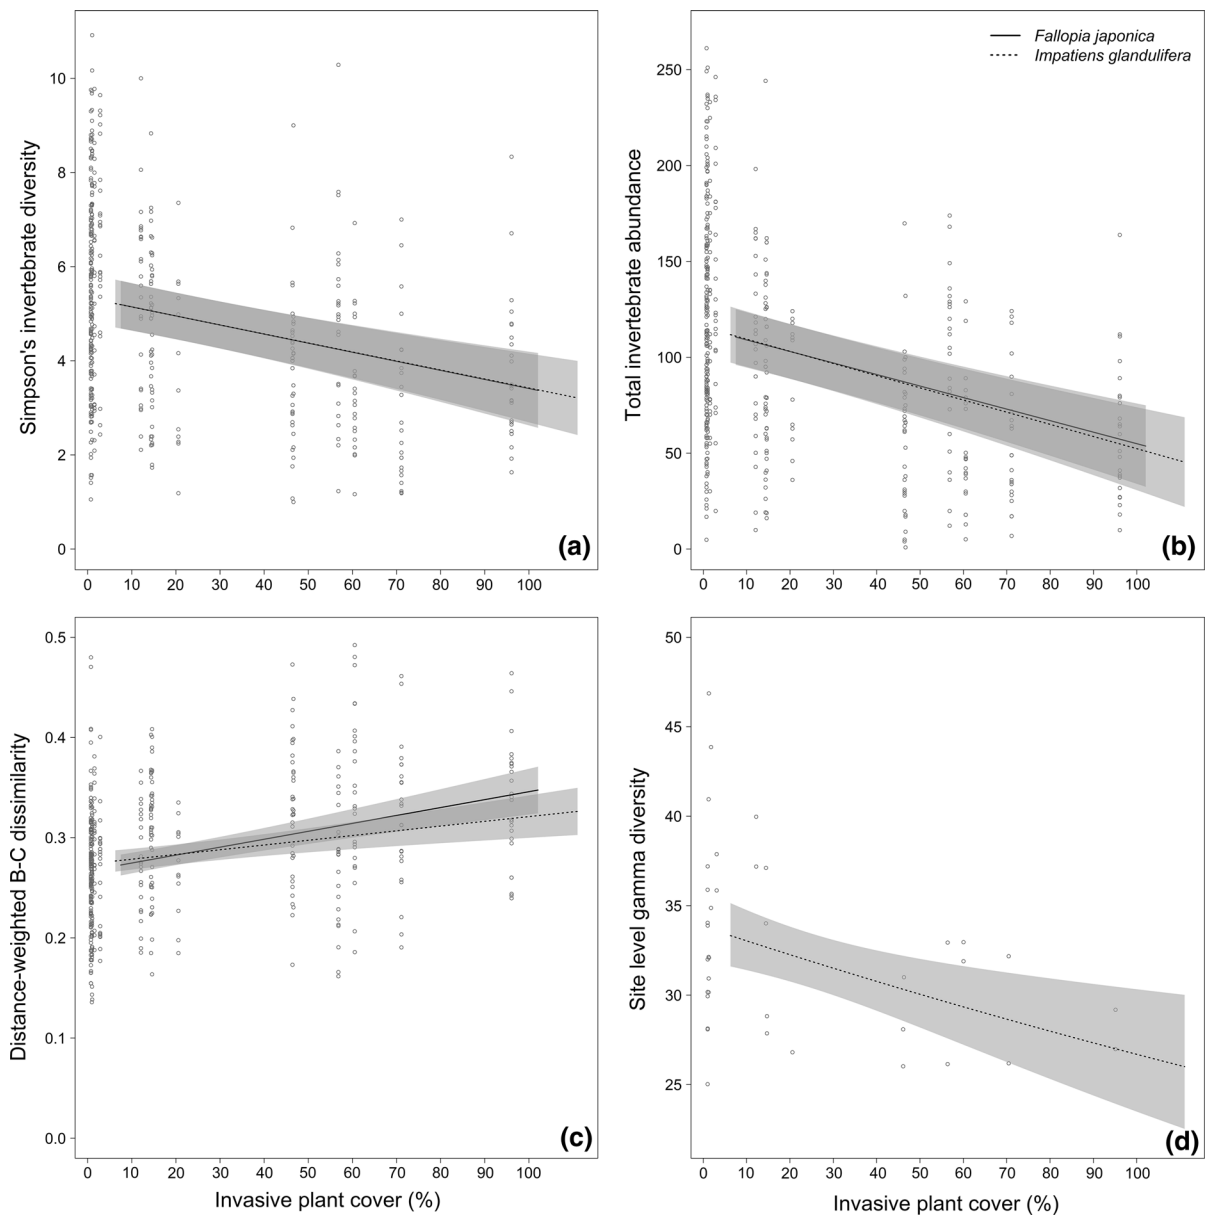 Simpson's invertebrate diversity
10
8
6
4
2
0
0 10 20 30 40 50 60 70 80 90 100
(a)
Total invertebrate abundance
250
200
150
100
50
0
Fallopia japonica
Impatiens glandulifera
0 10 20 30 40 50 60 70 80 90 100
(b)
Distance-weighted B-C dissimilarity
0.5
0.4
0.3
0.2
0.1
0.0
0 10 20 30 40 50 60 70 80 90 100
Invasive plant cover (%)
(c)
Site level gamma diversity
50
45
40
35
30
25
0 10 20 30 40 50 60 70 80 90 100
Invasive plant cover (%)
(d)